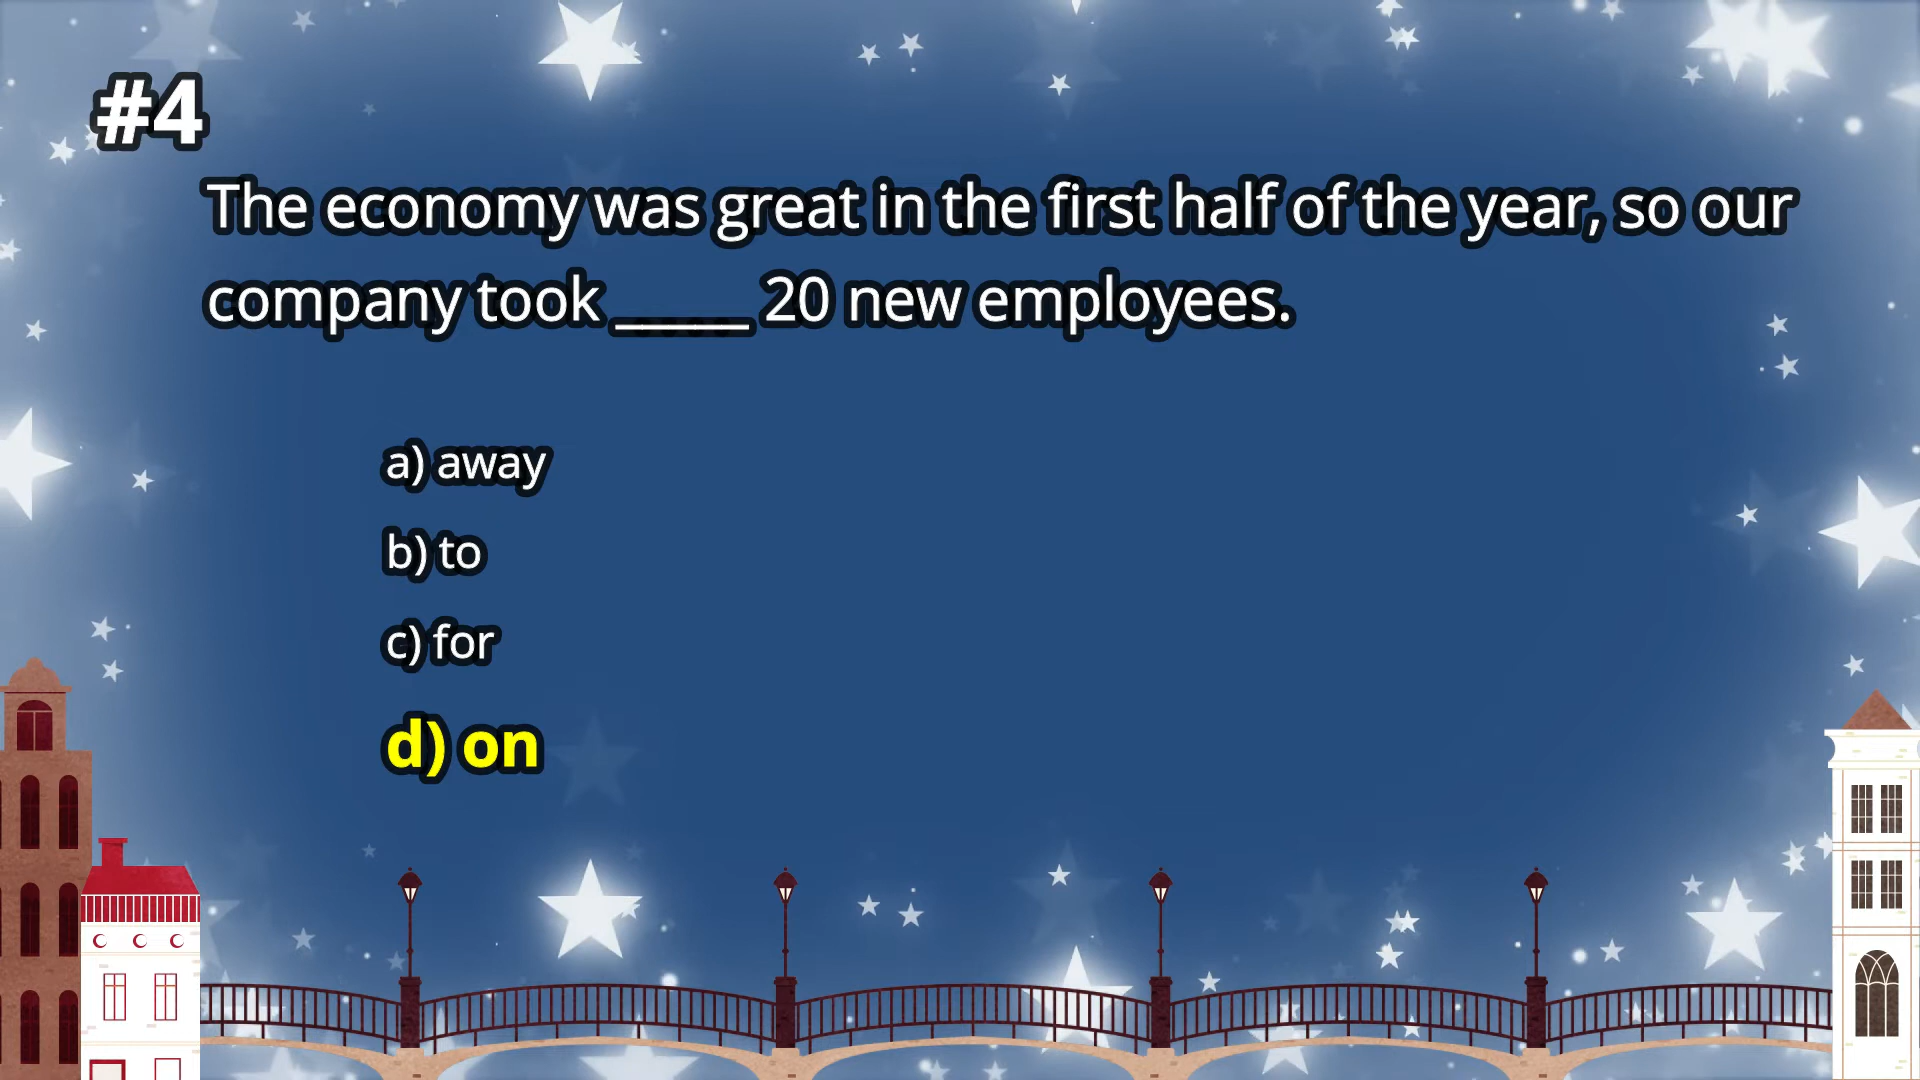 #4
The economy was great in the first half of the year, so our
company took _____ 20 new employees.
a) away
b) to
c) for
d) on